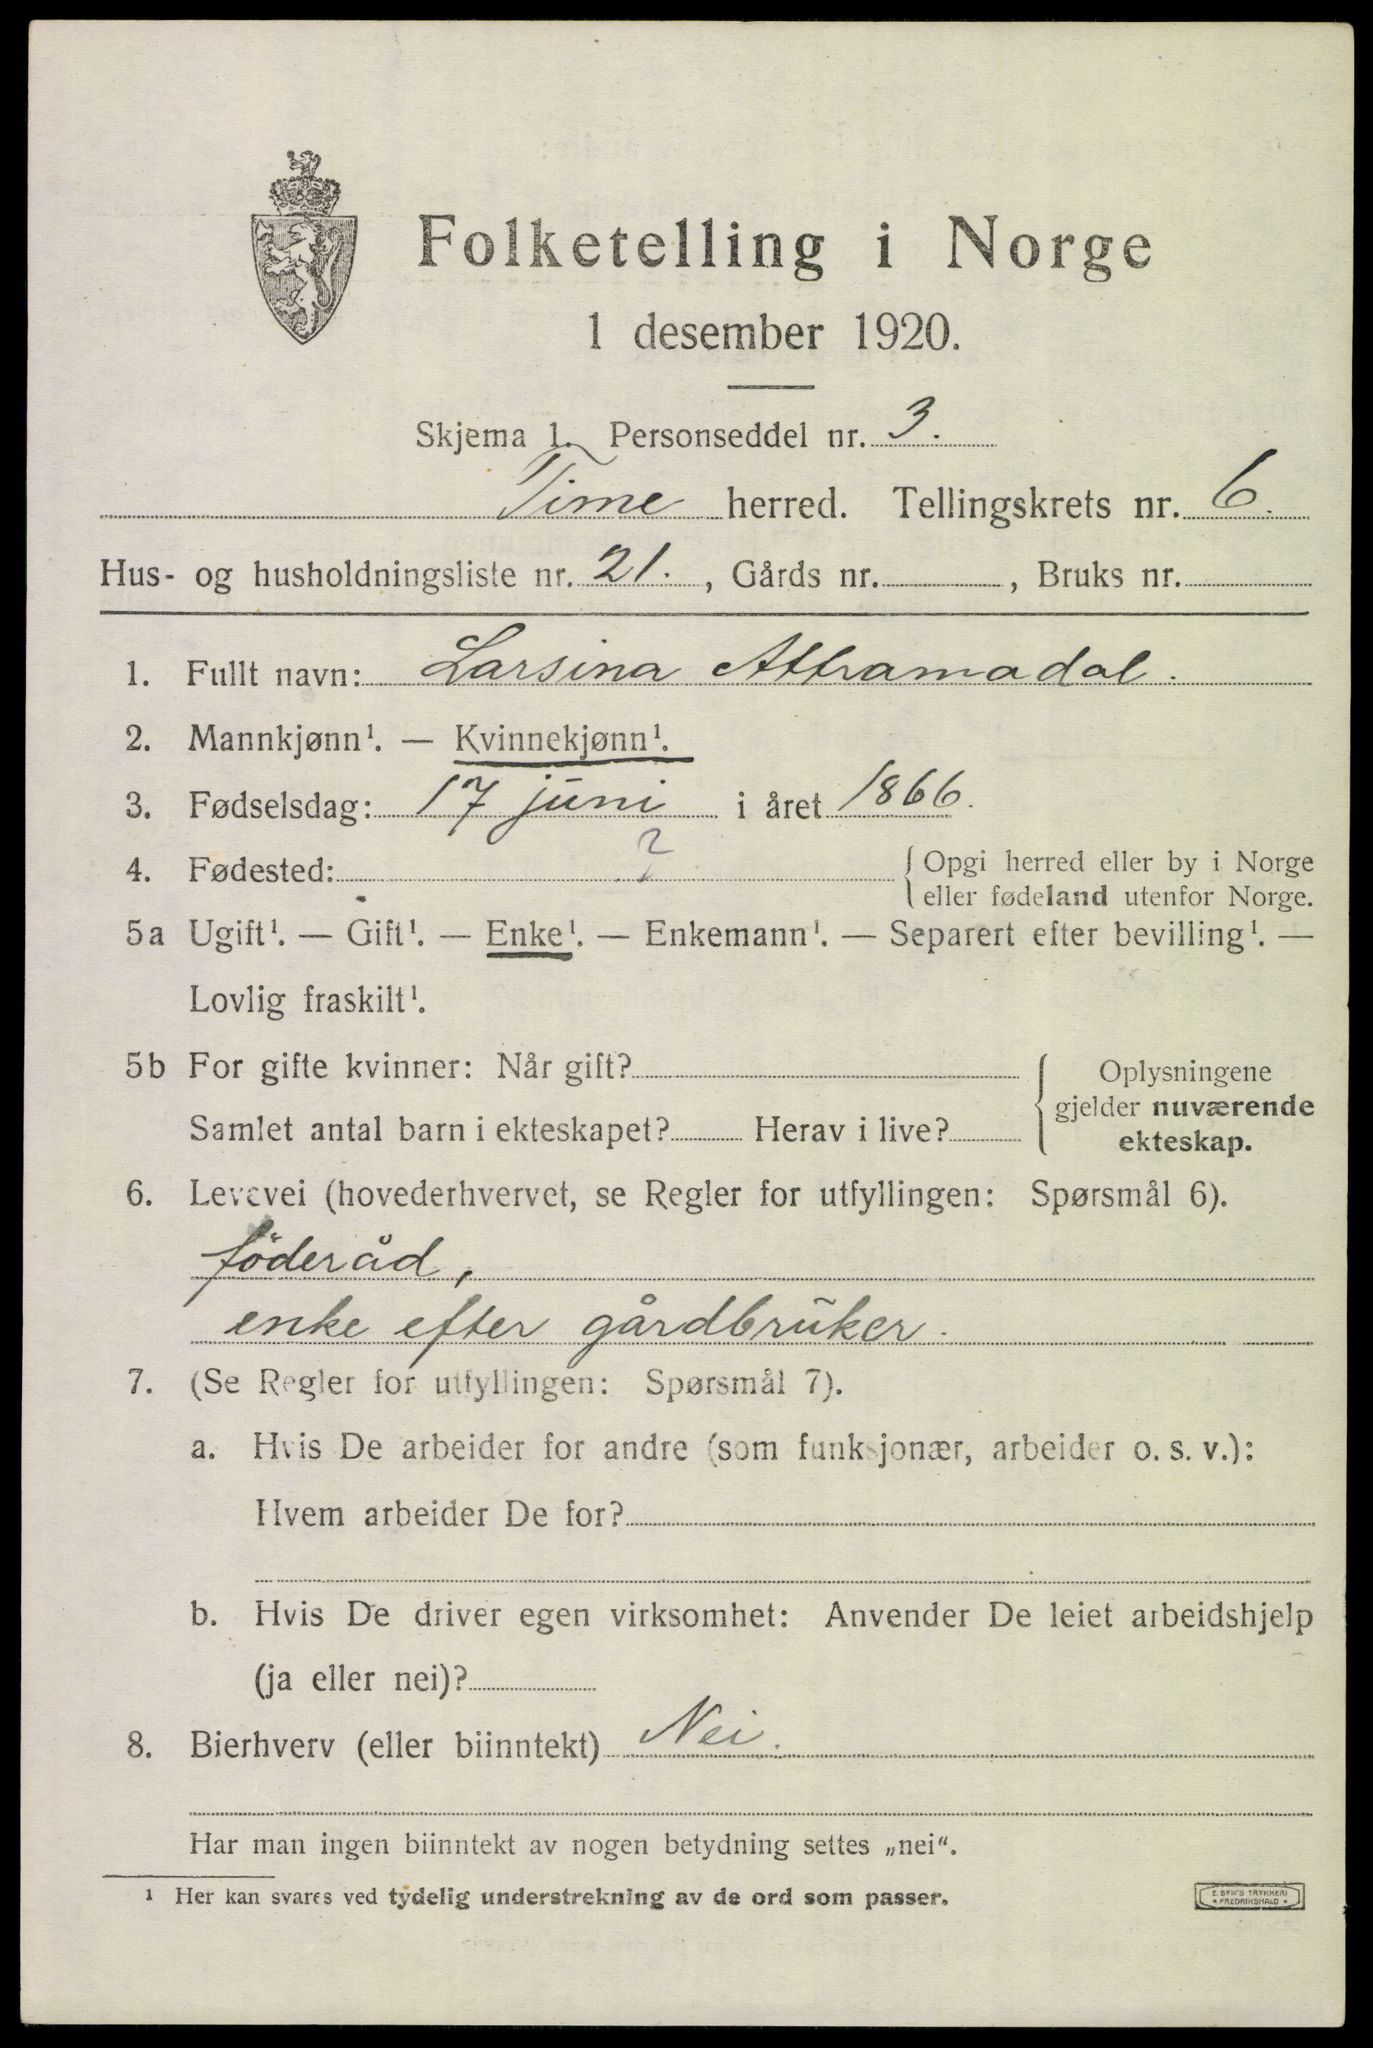 Folketelling i Norge
1 desember 1920.
Skjema 1. Personseddel nr. 3.
Time herred. Tellingskrets nr. 6.
Hus- og husholdningsliste nr. 21. , Gårds nr. , Bruks nr.
1. Fullt navn: Larsina Attramadal.
2. Mannkjønn¹. — Kvinnekjønn¹.
3. Fødselsdag: 17 juni i året 1866.
4. Fødested: ? { Opgi herred eller by i Norge
eller fødeland utenfor Norge.
5a Ugift¹. — Gift¹. — Enke¹. — Enkemann¹. — Separert efter bevilling¹. —
Lovlig fraskilt¹.
5b For gifte kvinner: Når gift? { Oplysningene
gjelder nuværende
Samlet antal barn i ekteskapet? Herav i live? ekteskap.
6. Levevei (hovederhvervet, se Regler for utfyllingen: Spørsmål 6).
föderåd,
enke efter gårdbrūker.
7. (Se Regler for utfyllingen: Spørsmål 7).
a. Hvis De arbeider for andre (som funksjonær, arbeider o. s. v.):
Hvem arbeider De for?
b. Hvis De driver egen virksomhet: Anvender De leiet arbeidshjelp
(ja eller nei)?
8. Bierhverv (eller biinntekt) Nei.
Har man ingen biinntekt av nogen betydning settes „nei“.
¹ Her kan svares ved tydelig understrekning av de ord som passer.
E. SEM'S TRYKKERI
• FREDRIKSHALD •